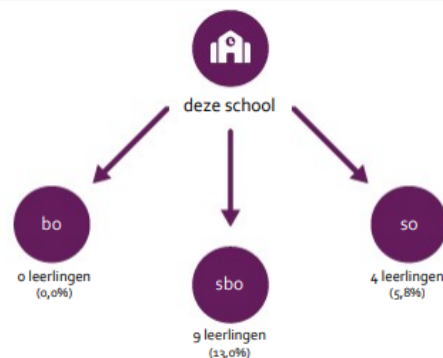 deze school
bo
0 leerlingen
(0,0%)
sbo
9 leerlingen
(13,0%)
so
4 leerlingen
(5,8%)